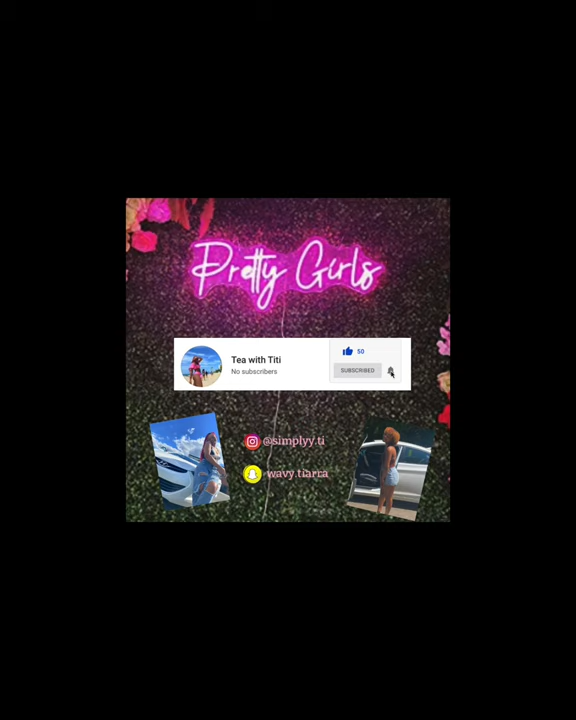 Pretty Girls
Tea with Titi
No subscribers
50
SUBSCRIBED
@simplyy.ti
wavy.tiarra